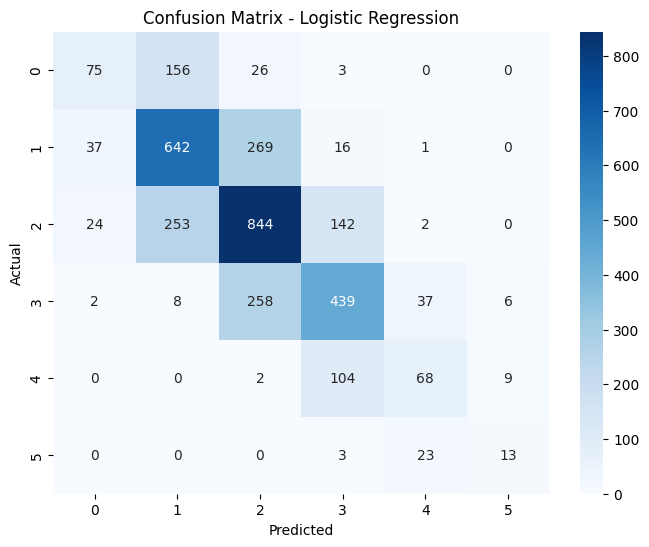 Confusion Matrix - Logistic Regression
0 75 156 26 3 0 0
1 37 642 269 16 1 0
2 24 253 844 142 2 0
3 2 8 258 439 37 6
4 0 0 2 104 68 9
5 0 0 0 3 23 13
0 1 2 3 4 5
Actual
Predicted
800
700
600
500
400
300
200
100
0